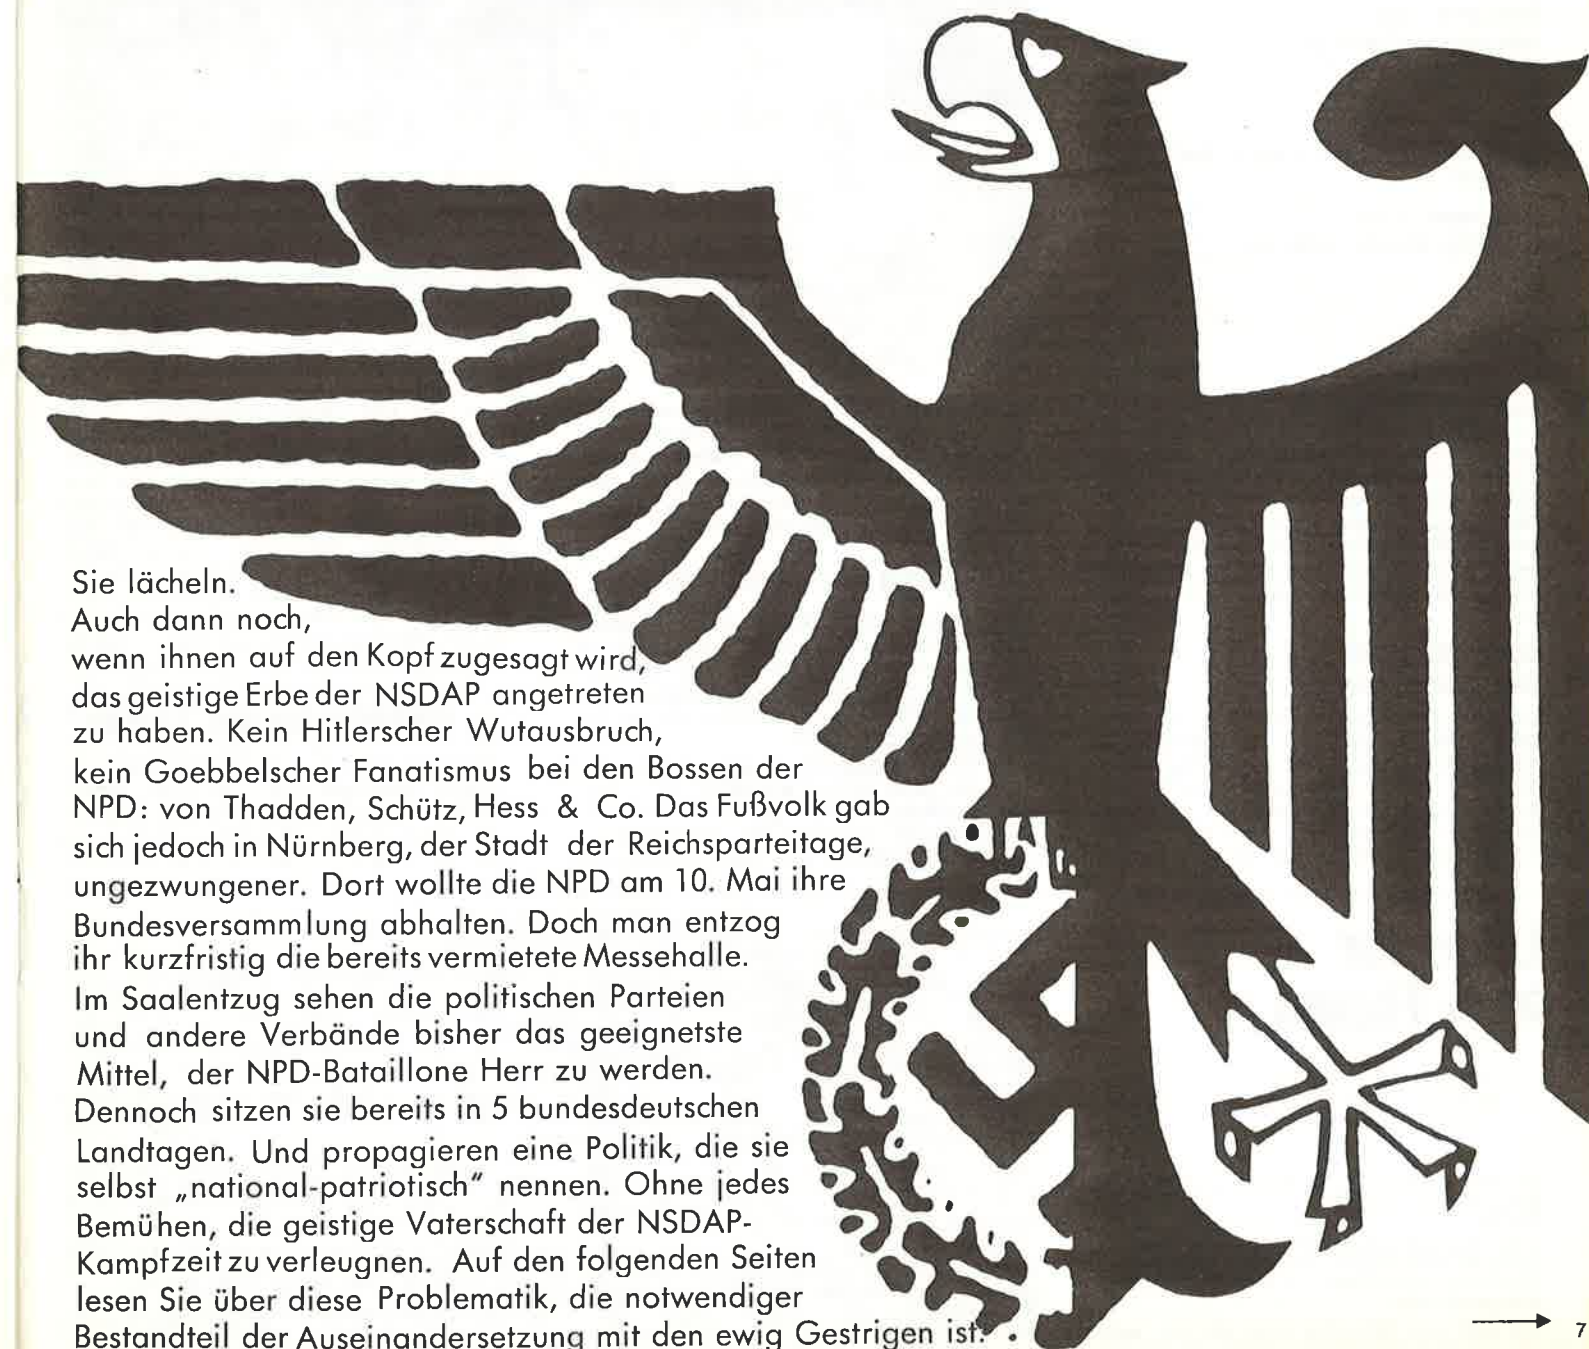 Sie lächeln.
Auch dann noch,
wenn ihnen auf den Kopf zugesagt wird,
das geistige Erbe der NSDAP angetreten
zu haben. Kein Hitlerscher Wutausbruch,
kein Goebbelscher Fanatismus bei den Bossen der
NPD: von Thadden, Schütz, Hess & Co. Das Fußvolk gab
sich jedoch in Nürnberg, der Stadt der Reichsparteitage,
ungezwungener. Dort wollte die NPD am 10. Mai ihre
Bundesversammlung abhalten. Doch man entzog
ihr kurzfristig die bereits vermietete Messehalle.
Im Saalentzug sehen die politischen Parteien
und andere Verbände bisher das geeignetste
Mittel, der NPD-Bataillone Herr zu werden.
Dennoch sitzen sie bereits in 5 bundesdeutschen
Landtagen. Und propagieren eine Politik, die sie
selbst „national-patriotisch" nennen. Ohne jedes
Bemühen, die geistige Vaterschaft der NSDAP-
Kampfzeit zu verleugnen. Auf den folgenden Seiten
lesen Sie über diese Problematik, die notwendiger
Bestandteil der Auseinandersetzung mit den ewig Gestrigen ist.
7